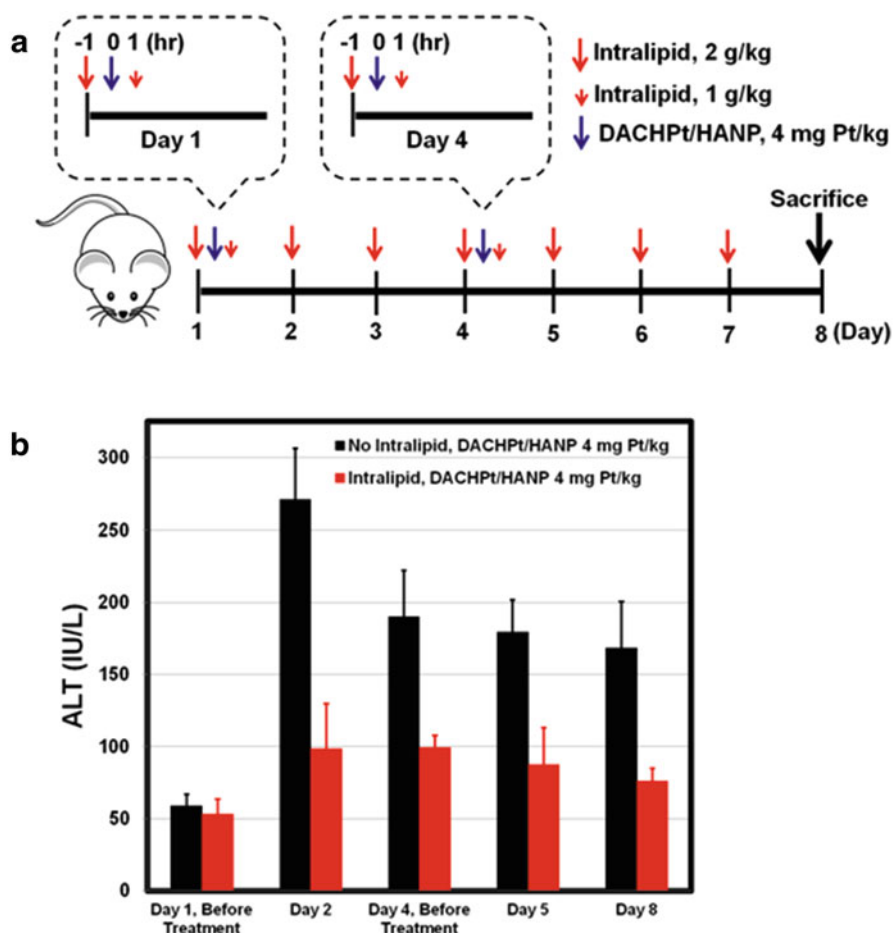 a
-1 0 1 (hr)
Day 1
-1 0 1 (hr)
Day 4
Intralipid, 2 g/kg
Intralipid, 1 g/kg
DACHPt/HANP, 4 mg Pt/kg
Sacrifice
1 2 3 4 5 6 7 8 (Day)
b
No Intralipid, DACHPt/HANP 4 mg Pt/kg
Intralipid, DACHPt/HANP 4 mg Pt/kg
ALT (IU/L)
300
250
200
150
100
50
0
Day 1, Before
Treatment
Day 2
Day 4, Before
Treatment
Day 5
Day 8